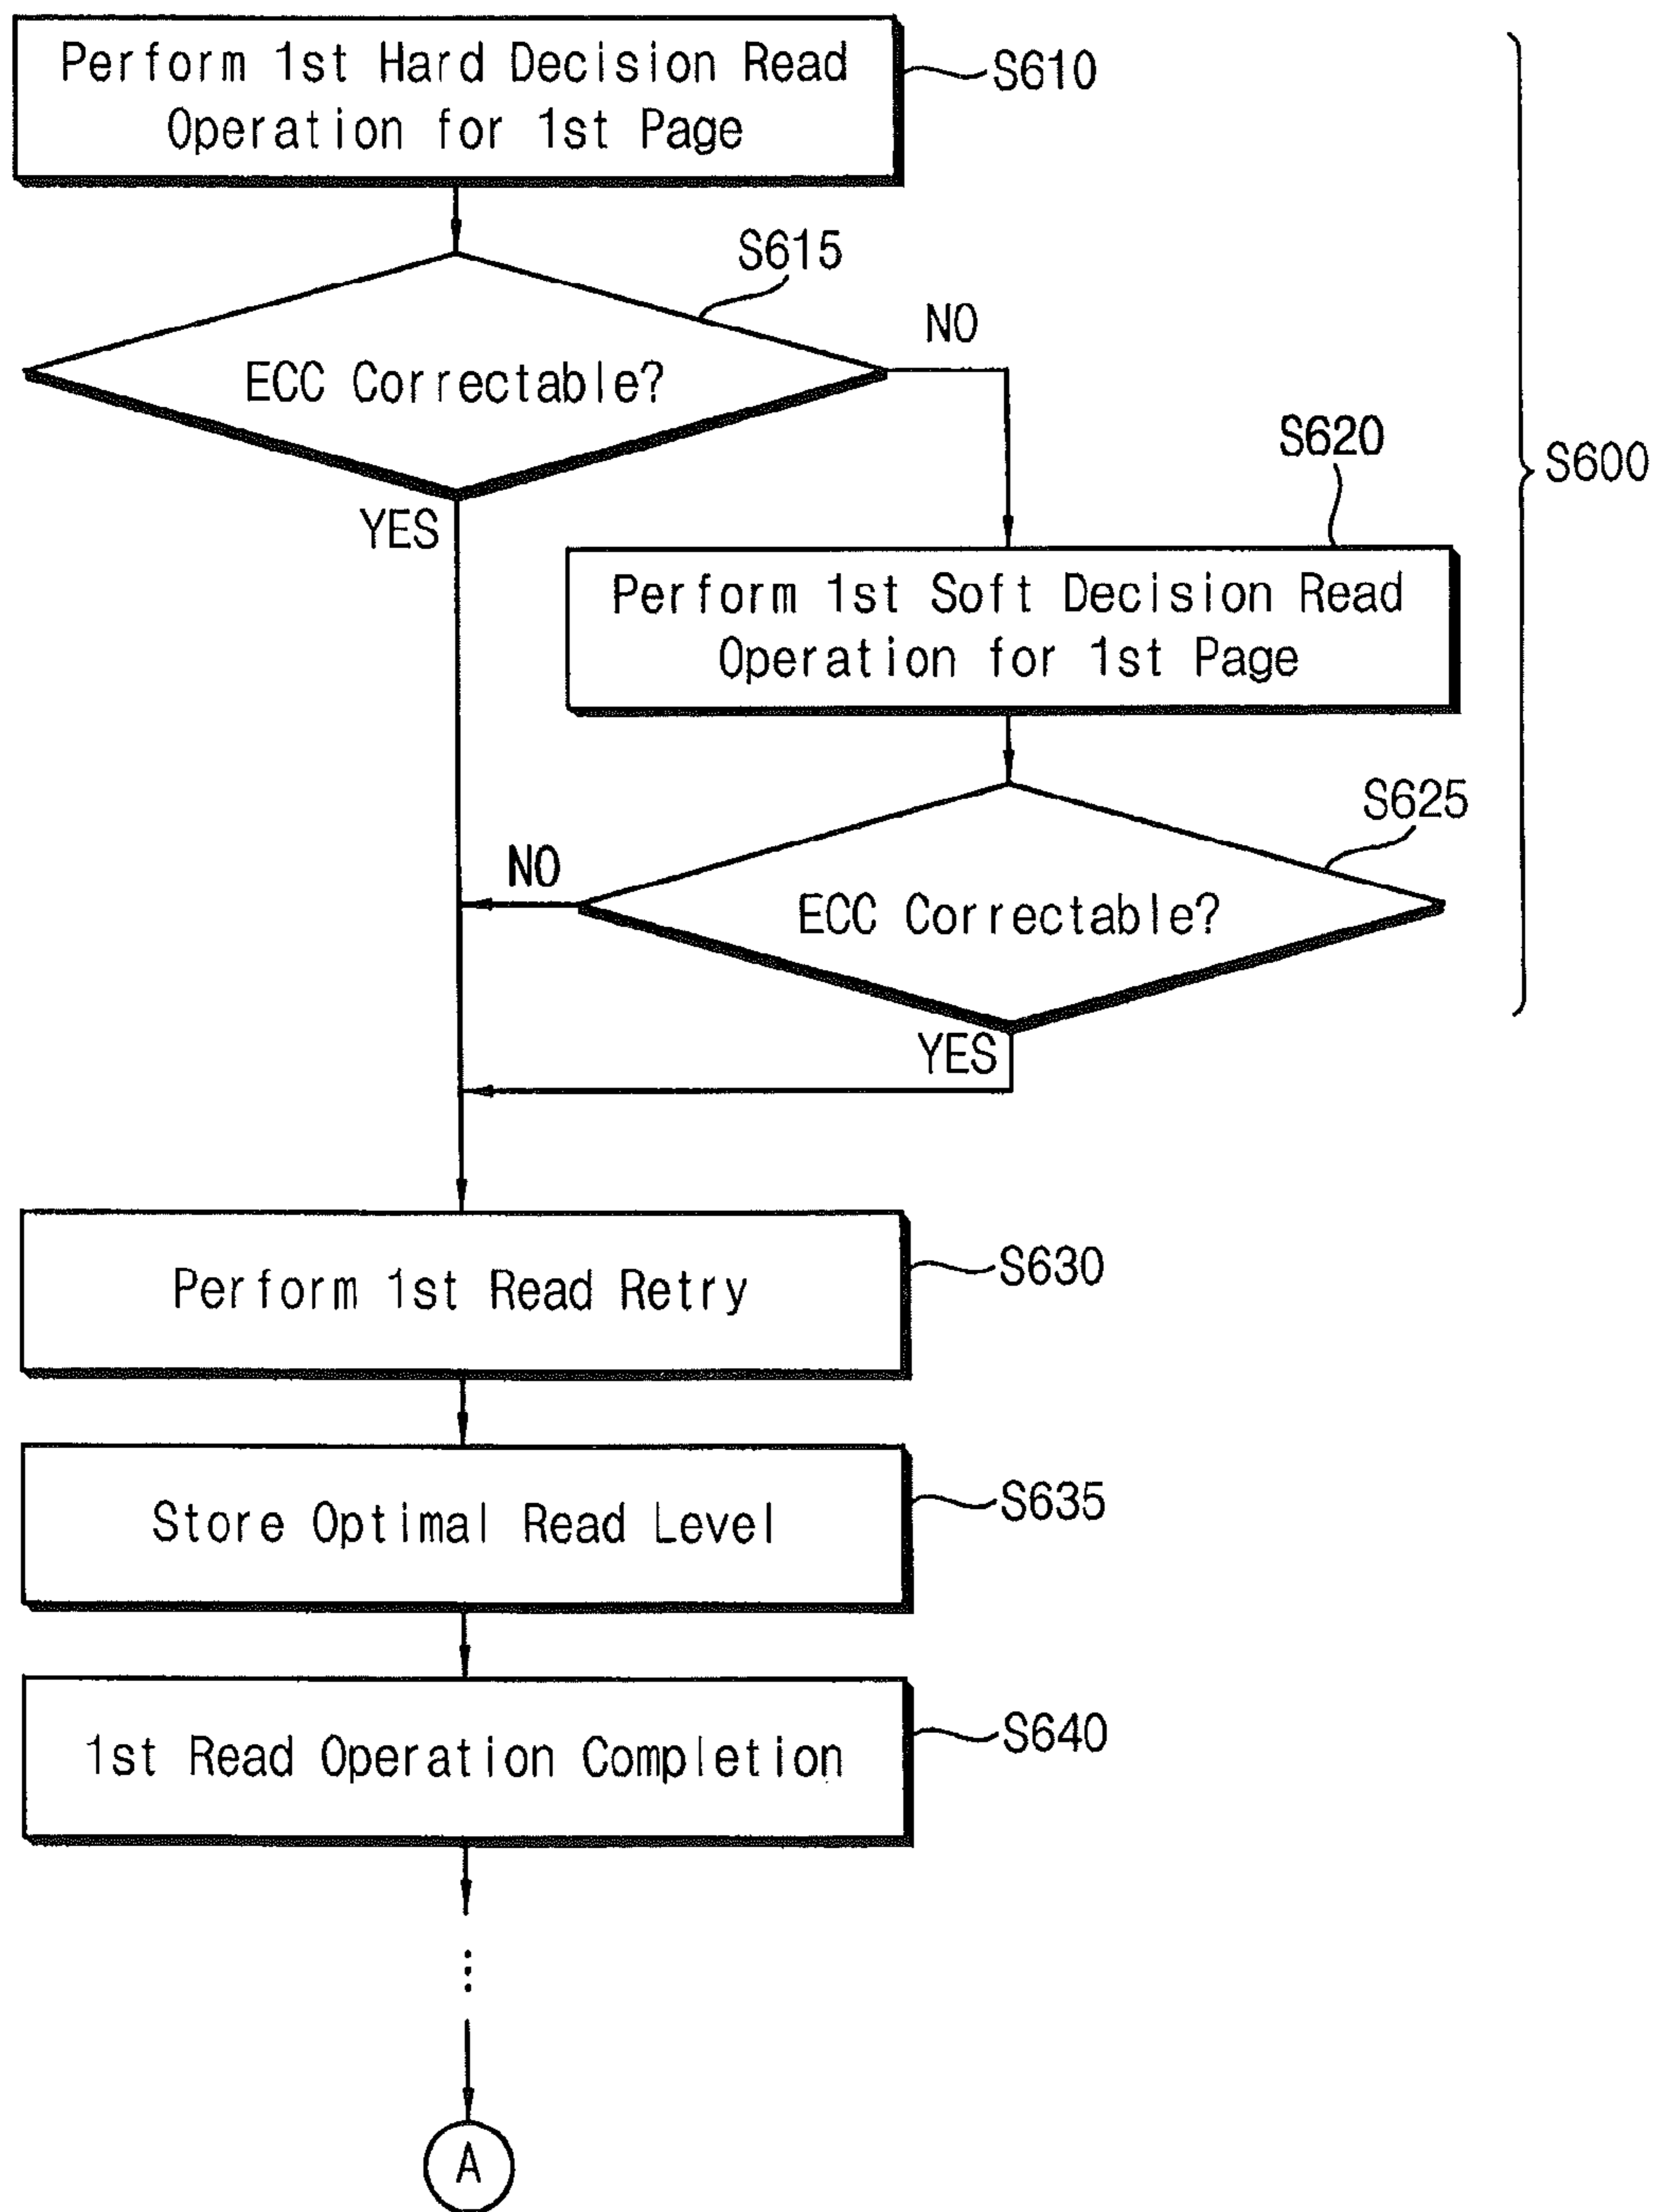 Perform 1st Hard Decision Read
Operation for 1st Page
S610
S615
ECC Correctable?
NO
YES
S620
S600
Perform 1st Soft Decision Read
Operation for 1st Page
S625
NO
ECC Correctable?
YES
Perform 1st Read Retry
S630
Store Optimal Read Level
S635
1st Read Operation Completion
S640
A